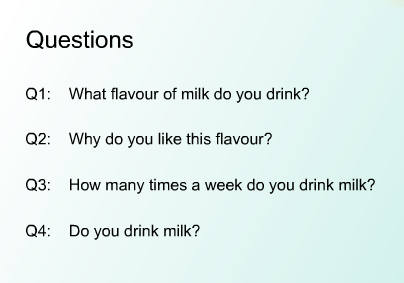 Questions
Q1: What flavour of milk do you drink?
Q2: Why do you like this flavour?
Q3: How many times a week do you drink milk?
Q4: Do you drink milk?